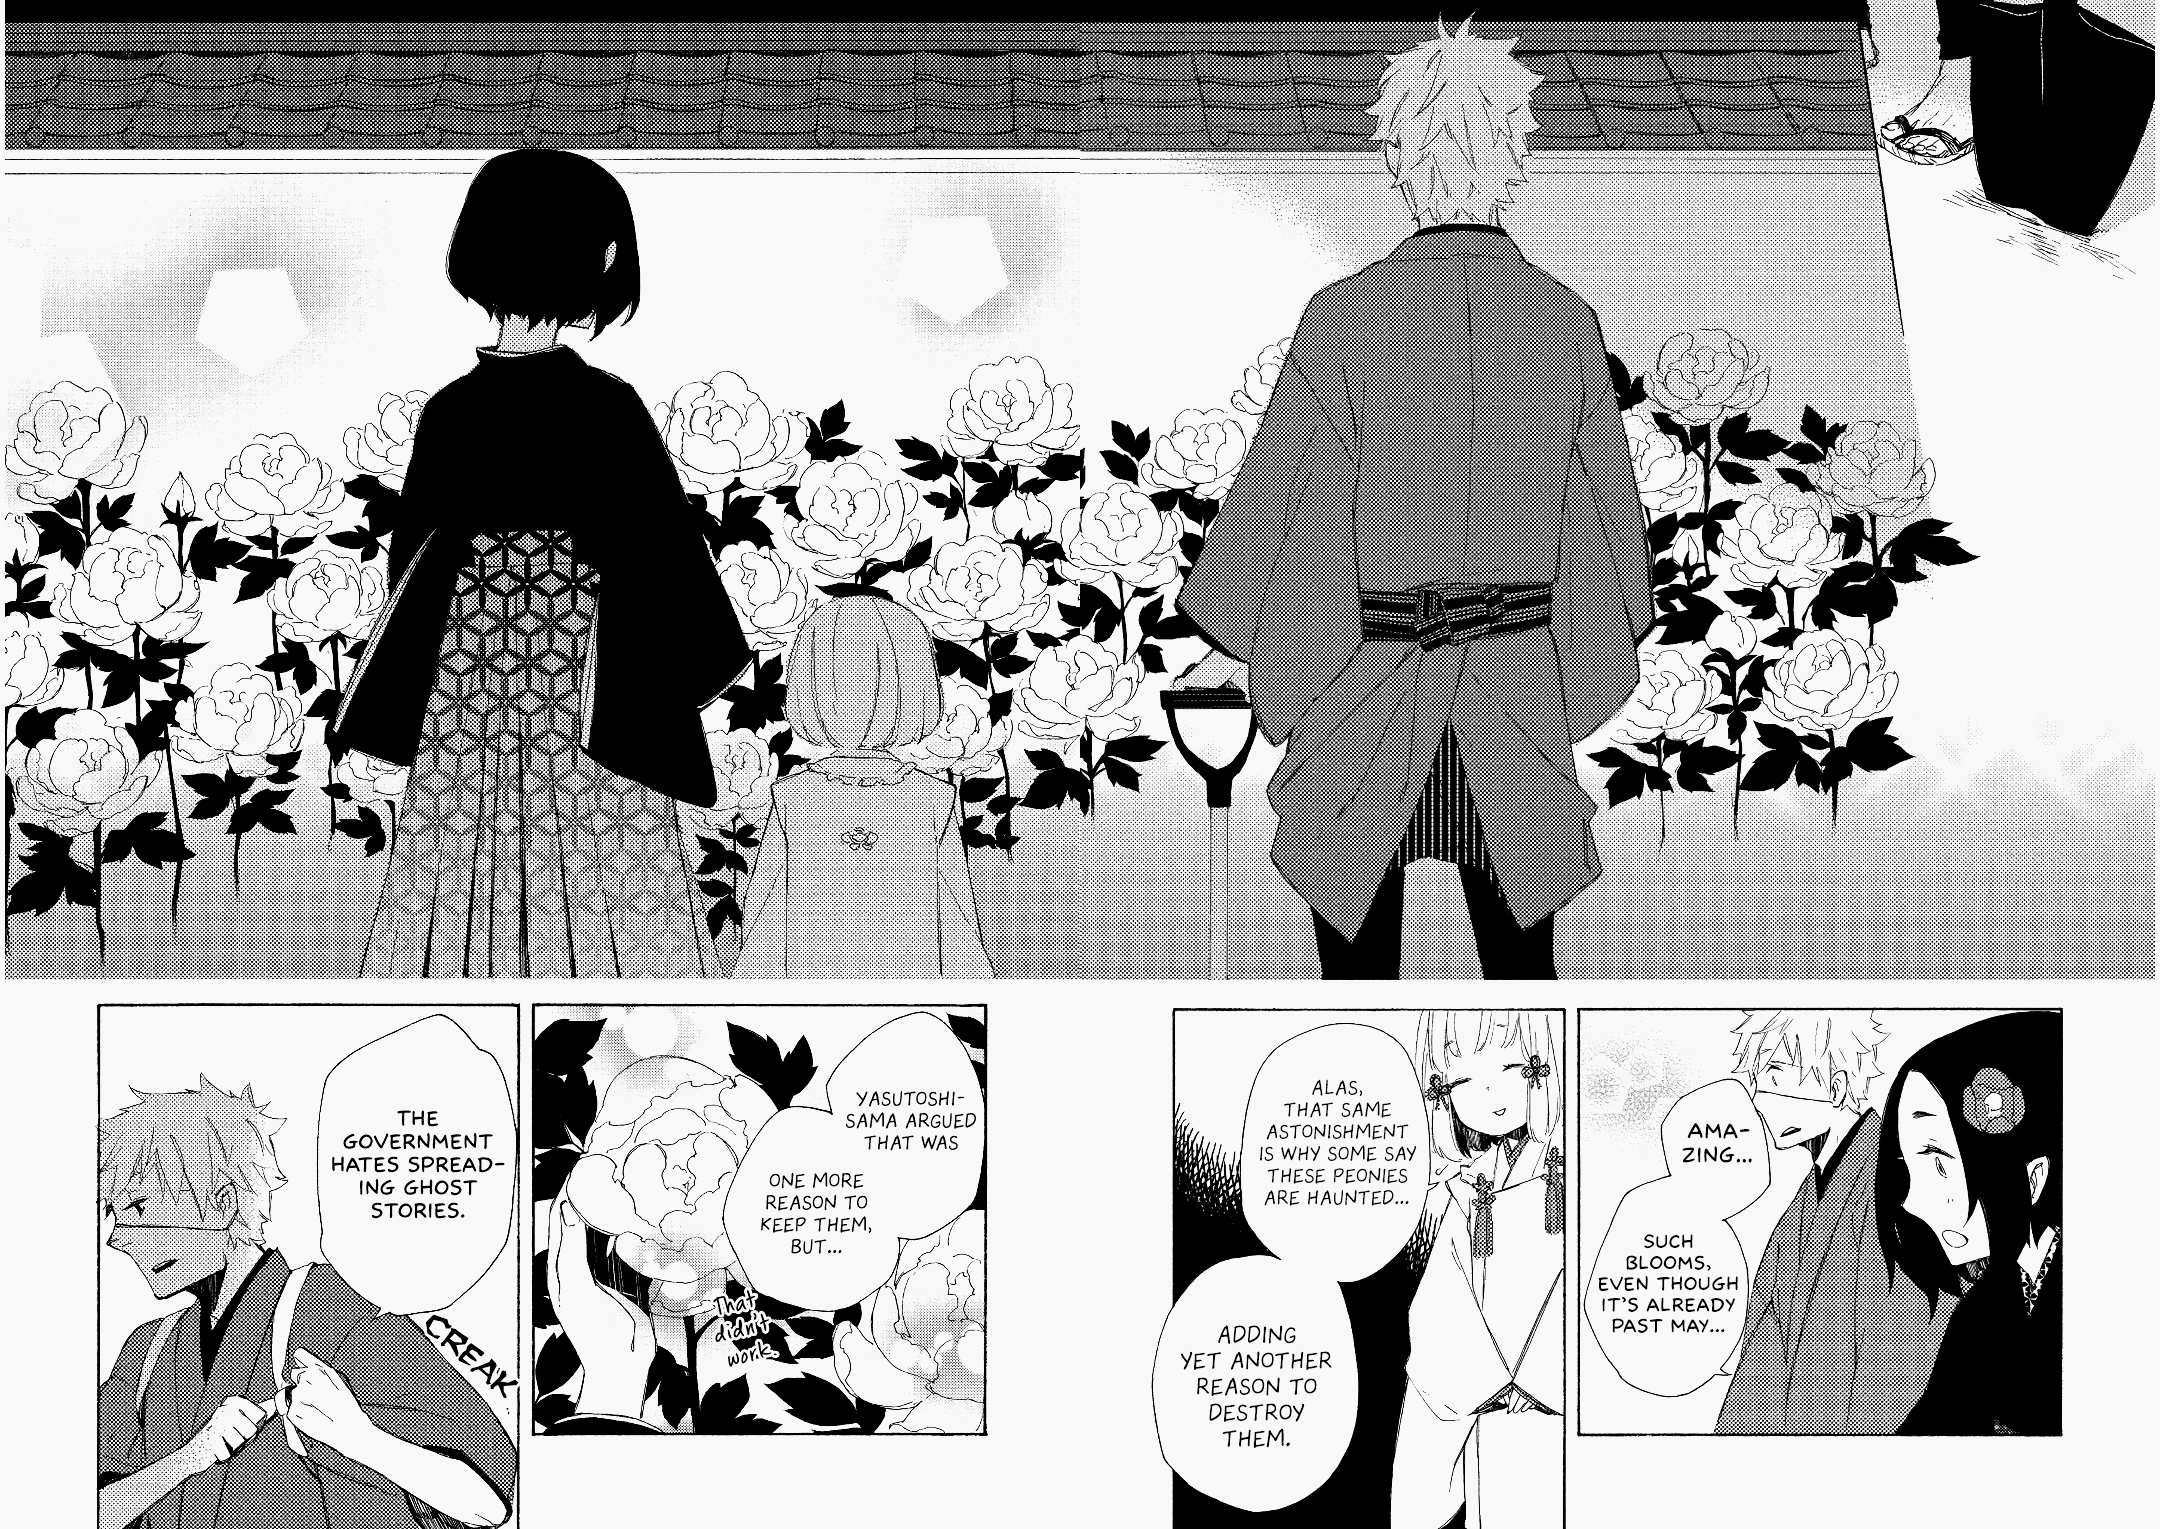 AMA-
ZING...
SUCH
BLOOMS,
EVEN THOUGH
IT'S ALREADY
PAST MAY...
ALAS,
THAT SAME
ASTONISHMENT
IS WHY SOME SAY
THESE PEONIES
ARE HAUNTED...
ADDING
YET ANOTHER
REASON TO
DESTROY
THEM.
YASUTOSHI-
SAMA ARGUED
THAT WAS
ONE MORE
REASON TO
KEEP THEM,
BUT...
That
didn't
work.
THE
GOVERNMENT
HATES SPREAD-
ING GHOST
STORIES.
CREAK